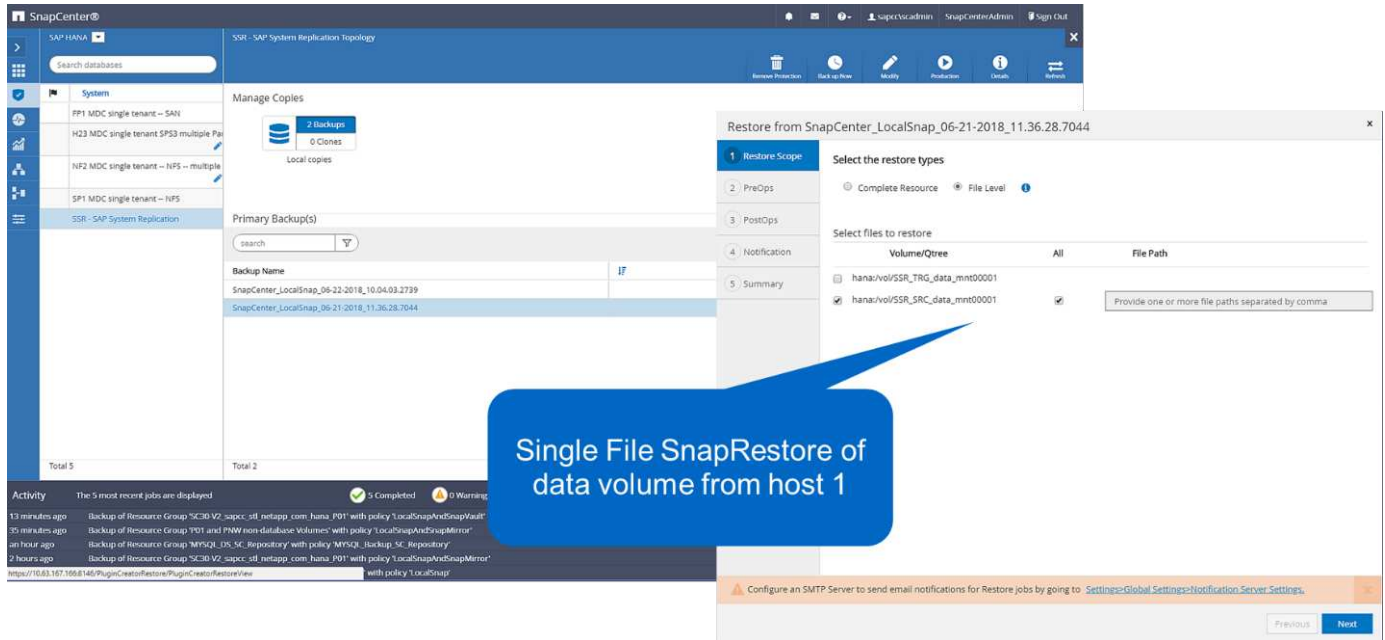 SnapCenter®
sapcc\scadmin SnapCenterAdmin Sign Out
SAP HANA
SSR - SAP System Replication Topology
Search databases
Remove Protection Back up Now Modify Production Details Refresh
System
FP1 MDC single tenant -- SAN
H23 MDC single tenant SPS3 multiple Par
NF2 MDC single tenant -- NFS -- multiple
SP1 MDC single tenant -- NFS
SSR - SAP System Replication
Manage Copies
2 Backups
0 Clones
Local copies
Primary Backup(s)
search
Backup Name
SnapCenter_LocalSnap_06-22-2018_10.04.03.2739
SnapCenter_LocalSnap_06-21-2018_11.36.28.7044
Total 5
Total 2
Activity The 5 most recent jobs are displayed 5 Completed 0 Warning
13 minutes ago Backup of Resource Group 'SC30-V2_sapcc_stl_netapp_com_hana_P01' with policy 'LocalSnapAndSnapVault'
35 minutes ago Backup of Resource Group 'P01 and PNW non-database Volumes' with policy 'LocalSnapAndSnapMirror'
an hour ago Backup of Resource Group 'MYSQL_DS_SC_Repository' with policy 'MYSQL_Backup_SC_Repository'
2 hours ago Backup of Resource Group 'SC30-V2_sapcc_stl_netapp_com_hana_P01' with policy 'LocalSnapAndSnapMirror'
https://10.63.167.166:8146/PluginCreatorRestore/PluginCreatorRestoreView with policy 'LocalSnap'
Restore from SnapCenter_LocalSnap_06-21-2018_11.36.28.7044
1 Restore Scope
2 PreOps
3 PostOps
4 Notification
5 Summary
Select the restore types
Complete Resource File Level
Select files to restore
Volume/Qtree All File Path
hana:/vol/SSR_TRG_data_mnt00001
hana:/vol/SSR_SRC_data_mnt00001 Provide one or more file paths separated by comma
Single File SnapRestore of
data volume from host 1
Configure an SMTP Server to send email notifications for Restore jobs by going to Settings>Global Settings>Notification Server Settings.
Previous Next